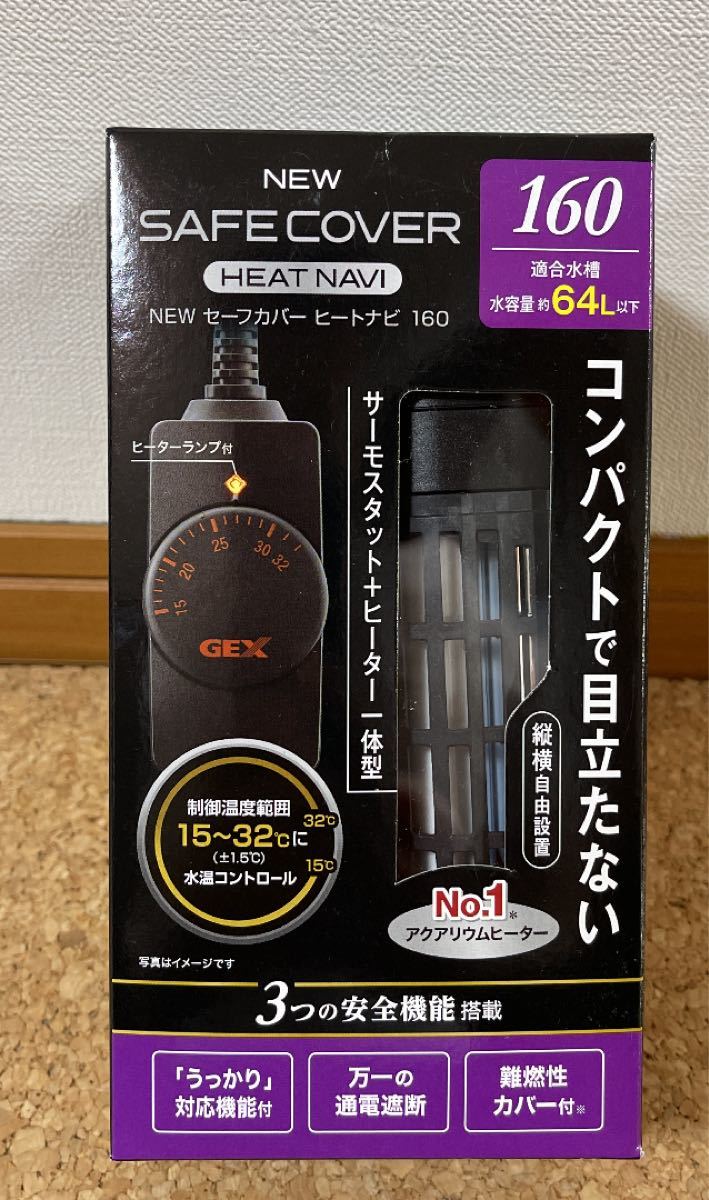 NEW
SAFE COVER
HEAT NAVI
NEW セーフカバー ヒートナビ 160
160
適合水槽
水容量 約64L以下
コンパクトで目立たない
サーモスタット+ヒーター一体型
ヒーターランプ付
15 20 25 30 32
GEX
縦横自由設置
制御温度範囲
15〜32℃に
(±1.5℃)
水温コントロール
32℃
15℃
No.1※
アクアリウムヒーター
写真はイメージです
3つの安全機能 搭載
「うっかり」
対応機能付
万一の
通電遮断
難燃性
カバー付※